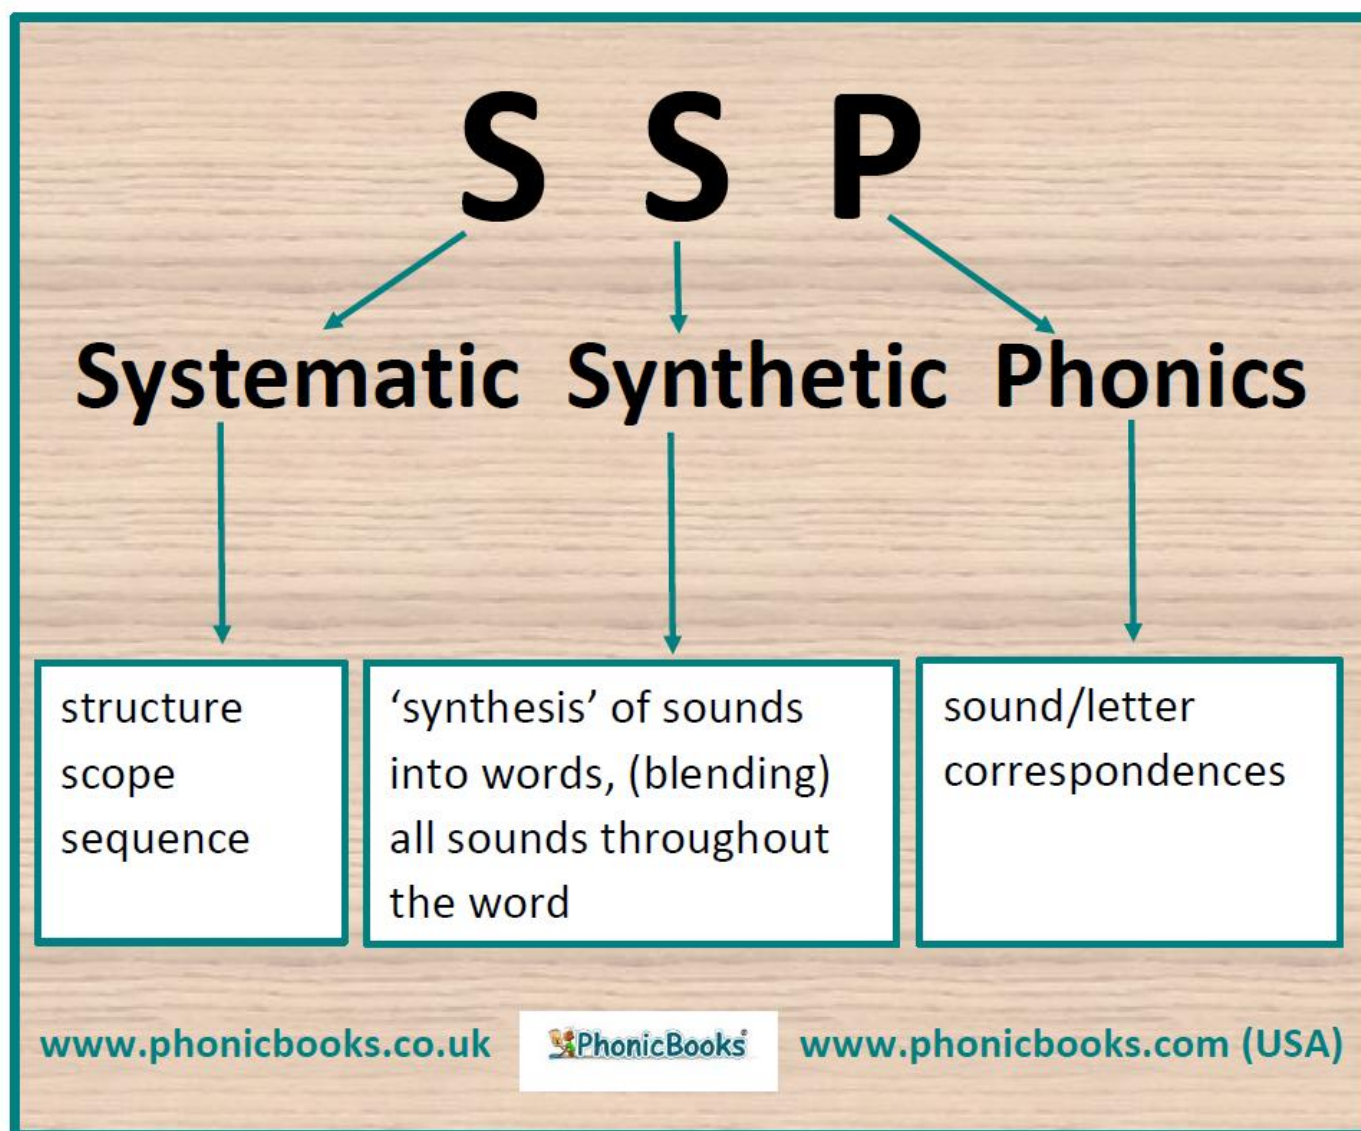 S S P
Systematic Synthetic Phonics
structure
scope
sequence
‘synthesis’ of sounds
into words, (blending)
all sounds throughout
the word
sound/letter
correspondences
www.phonicbooks.co.uk
PhonicBooks®
www.phonicbooks.com (USA)